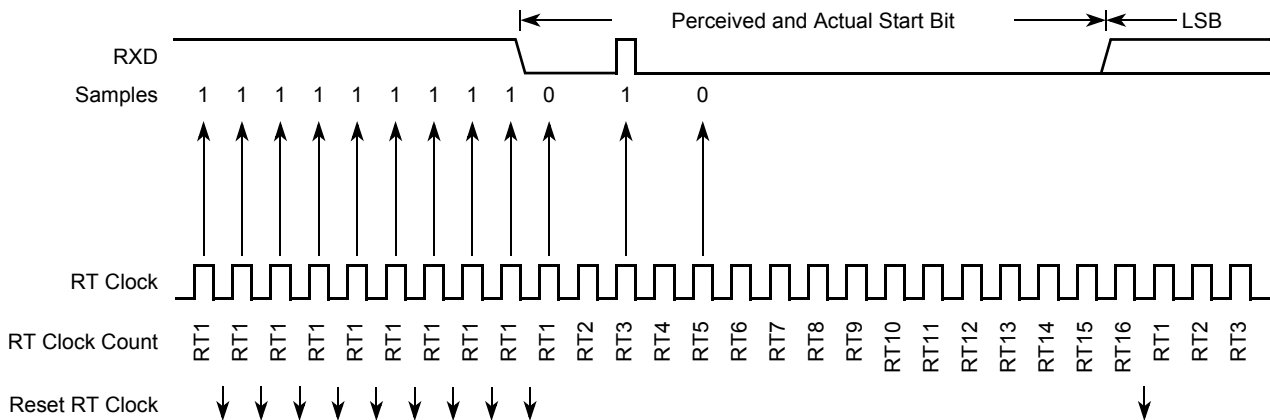 Perceived and Actual Start Bit LSB
RXD
Samples 1 1 1 1 1 1 1 1 1 0 1 0
RT Clock
RT Clock Count RT1 RT1 RT1 RT1 RT1 RT1 RT1 RT1 RT1 RT1 RT2 RT3 RT4 RT5 RT6 RT7 RT8 RT9 RT10 RT11 RT12 RT13 RT14 RT15 RT16 RT1 RT2 RT3
Reset RT Clock